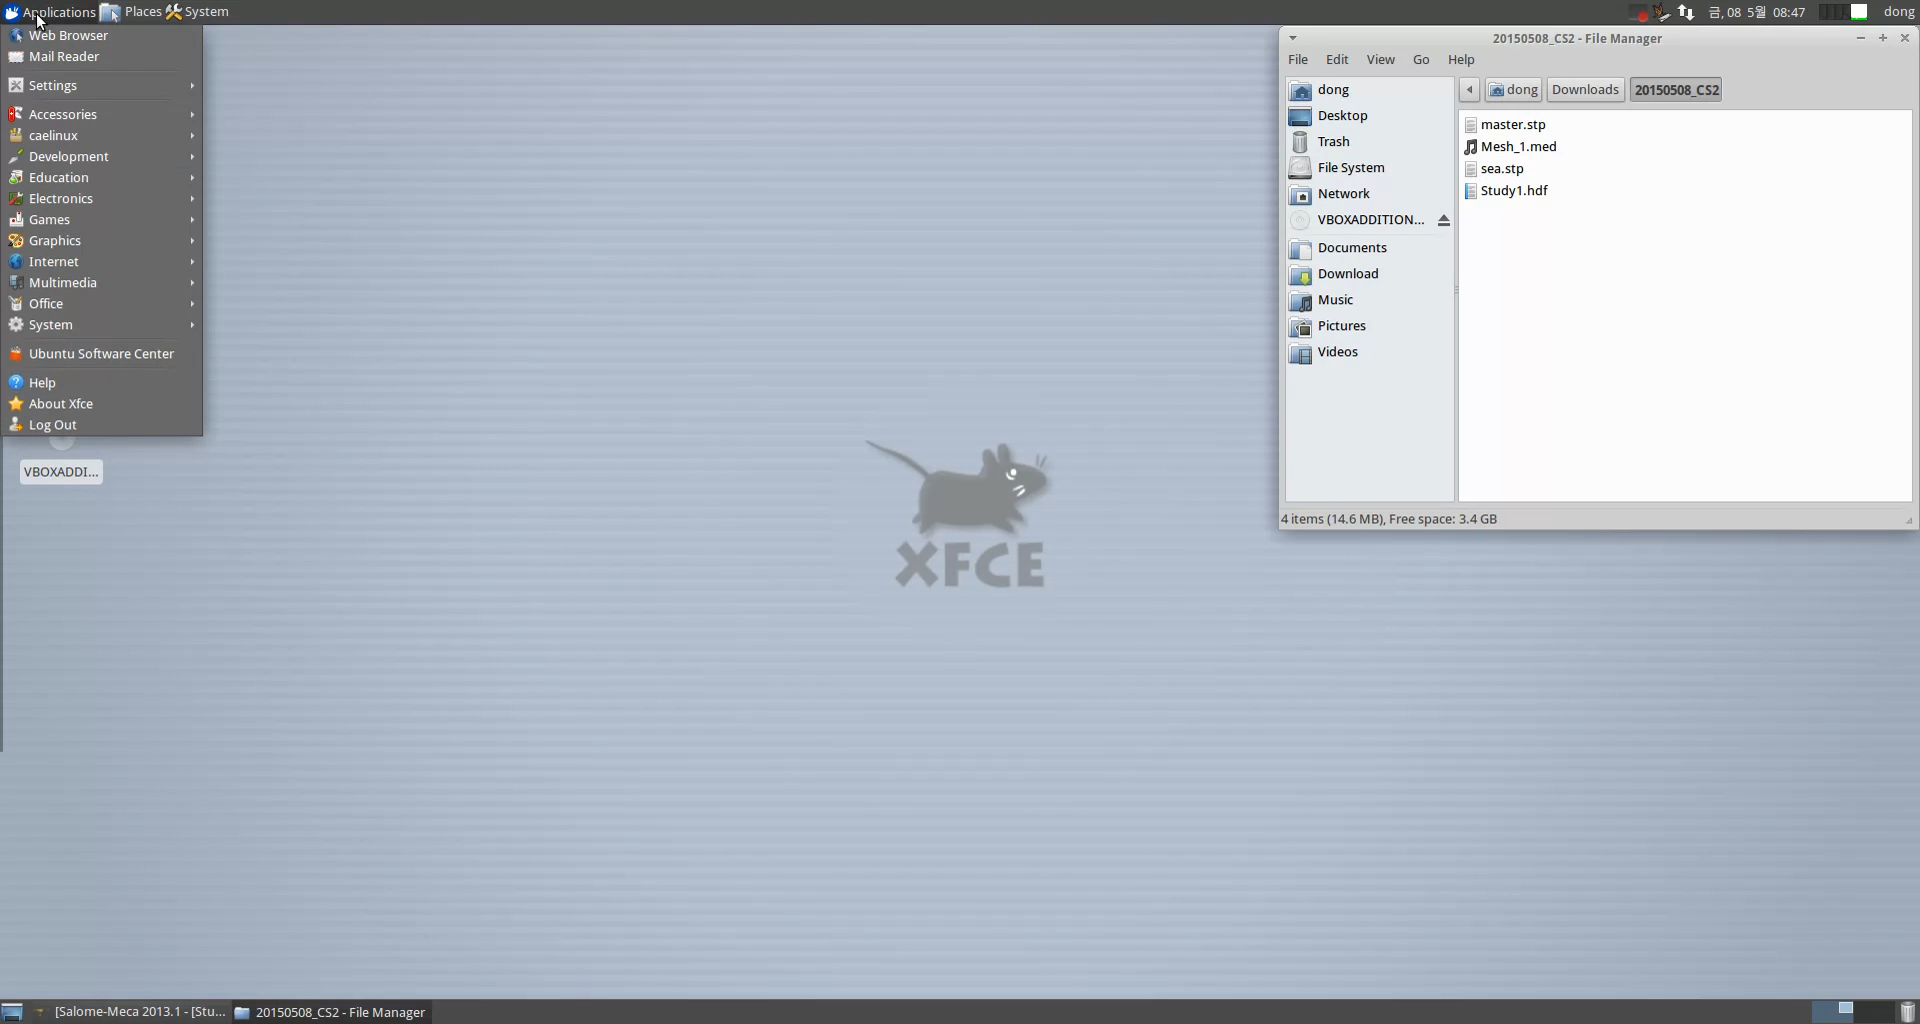 Applications Places System
금, 08 5월 08:47 dong
Web Browser
Mail Reader
Settings
Accessories
caelinux
Development
Education
Electronics
Games
Graphics
Internet
Multimedia
Office
System
Ubuntu Software Center
Help
About Xfce
Log Out
VBOXADDI...
XFCE
20150508_CS2 - File Manager
File Edit View Go Help
dong Downloads 20150508_CS2
dong
Desktop
Trash
File System
Network
VBOXADDITION...
Documents
Download
Music
Pictures
Videos
master.stp
Mesh_1.med
sea.stp
Study1.hdf
4 items (14.6 MB), Free space: 3.4 GB
[Salome-Meca 2013.1 - [Stu... 20150508_CS2 - File Manager